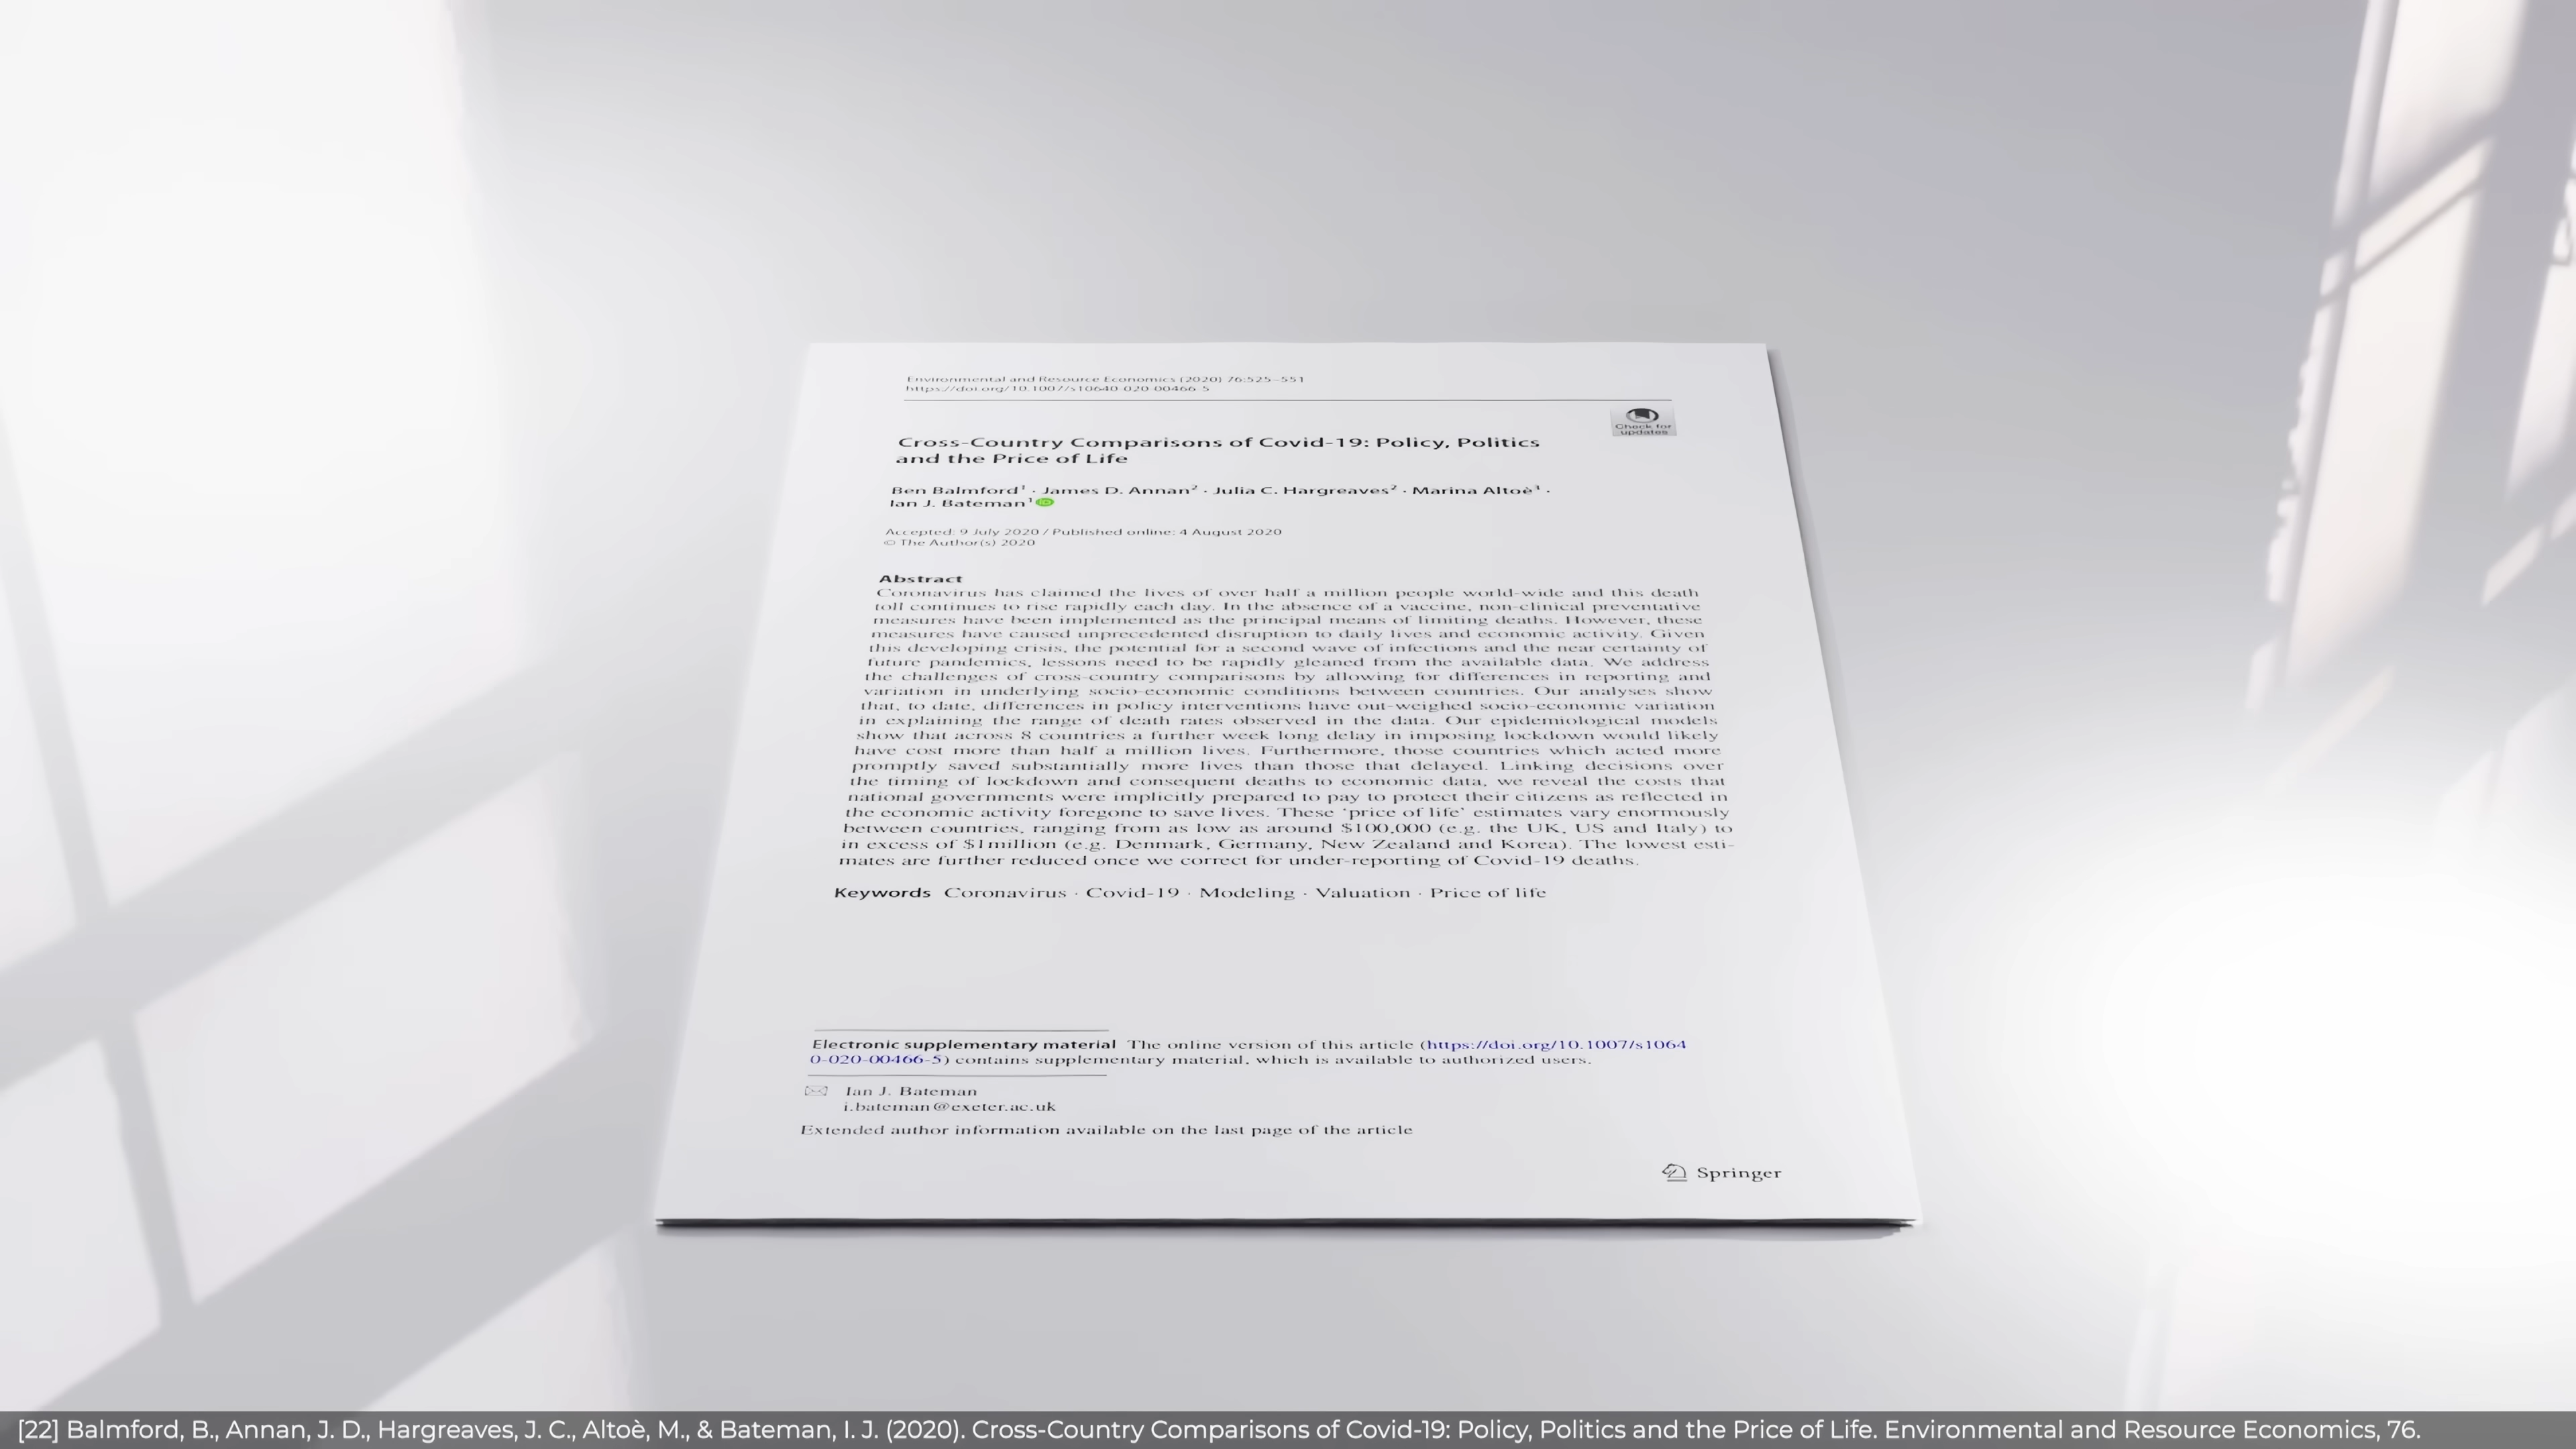 Environmental and Resource Economics (2020) 76:525–551
https://doi.org/10.1007/s10640-020-00466-5
Check for
updates
Cross-Country Comparisons of Covid-19: Policy, Politics
and the Price of Life
Ben Balmford¹ · James D. Annan² · Julia C. Hargreaves² · Marina Altoè³ ·
Ian J. Bateman¹ iD
Accepted: 9 July 2020 / Published online: 4 August 2020
© The Author(s) 2020
Abstract
Coronavirus has claimed the lives of over half a million people world-wide and this death
toll continues to rise rapidly each day. In the absence of a vaccine, non-clinical preventative
measures have been implemented as the principal means of limiting deaths. However, these
measures have caused unprecedented disruption to daily lives and economic activity. Given
this developing crisis, the potential for a second wave of infections and the near certainty of
future pandemics, lessons need to be rapidly gleaned from the available data. We address
the challenges of cross-country comparisons by allowing for differences in reporting and
variation in underlying socio-economic conditions between countries. Our analyses show
that, to date, differences in policy interventions have out-weighed socio-economic variation
in explaining the range of death rates observed in the data. Our epidemiological models
show that across 8 countries a further week long delay in imposing lockdown would likely
have cost more than half a million lives. Furthermore, those countries which acted more
promptly saved substantially more lives than those that delayed. Linking decisions over
the timing of lockdown and consequent deaths to economic data, we reveal the costs that
national governments were implicitly prepared to pay to protect their citizens as reflected in
the economic activity foregone to save lives. These ‘price of life’ estimates vary enormously
between countries, ranging from as low as around $100,000 (e.g. the UK, US and Italy) to
in excess of $1million (e.g. Denmark, Germany, New Zealand and Korea). The lowest esti-
mates are further reduced once we correct for under-reporting of Covid-19 deaths.
Keywords Coronavirus · Covid-19 · Modeling · Valuation · Price of life
Electronic supplementary material The online version of this article (https://doi.org/10.1007/s1064
0-020-00466-5) contains supplementary material, which is available to authorized users.
Ian J. Bateman
i.bateman@exeter.ac.uk
Extended author information available on the last page of the article
Springer
[22] Balmford, B., Annan, J. D., Hargreaves, J. C., Altoè, M., & Bateman, I. J. (2020). Cross-Country Comparisons of Covid-19: Policy, Politics and the Price of Life. Environmental and Resource Economics, 76.